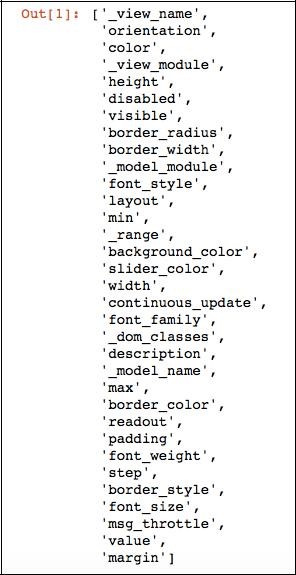 Out[1]: ['_view_name',
'orientation',
'color',
'_view_module',
'height',
'disabled',
'visible',
'border_radius',
'border_width',
'_model_module',
'font_style',
'layout',
'min',
'_range',
'background_color',
'slider_color',
'width',
'continuous_update',
'font_family',
'_dom_classes',
'description',
'_model_name',
'max',
'border_color',
'readout',
'padding',
'font_weight',
'step',
'border_style',
'font_size',
'msg_throttle',
'value',
'margin']